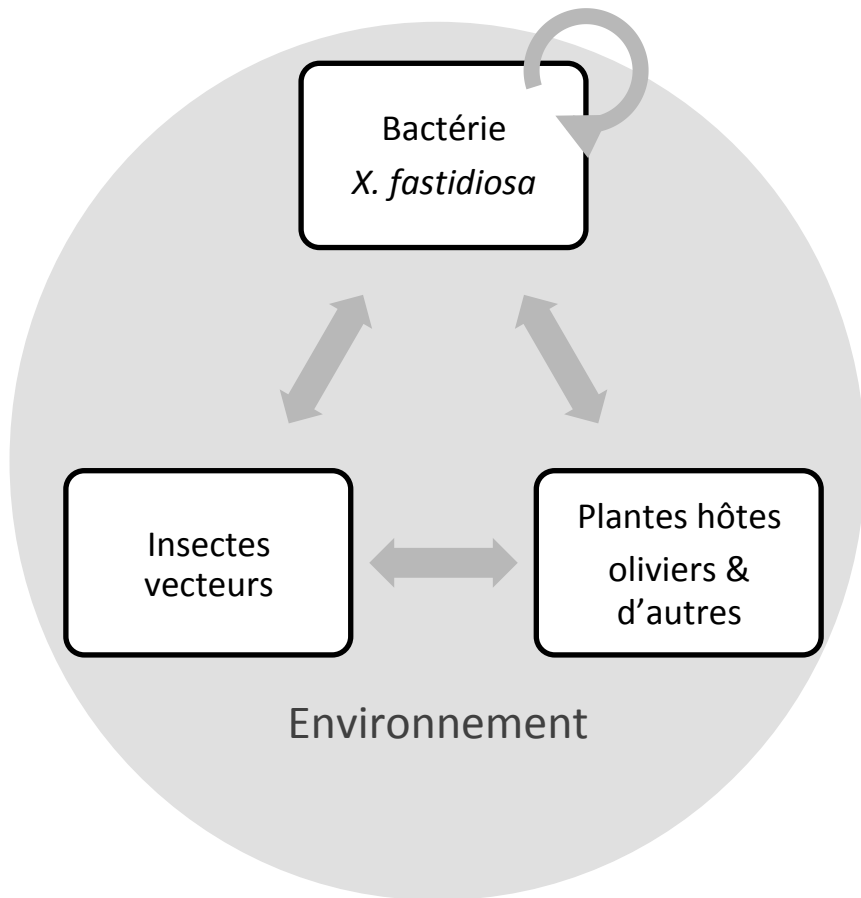 Bactérie
X. fastidiosa
Insectes
vecteurs
Plantes hôtes
oliviers &
d’autres
Environnement